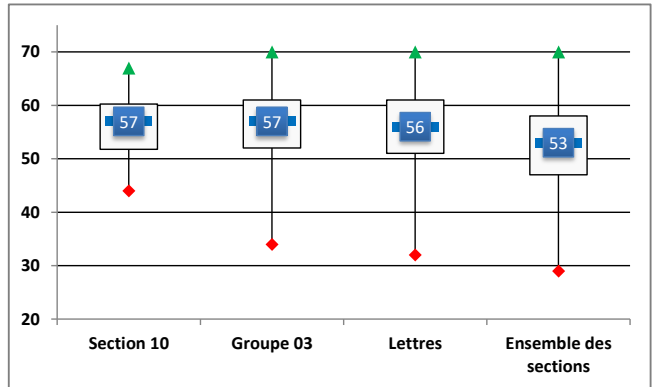 70
60
50
40
30
20
57
57
56
53
Section 10
Groupe 03
Lettres
Ensemble des
sections